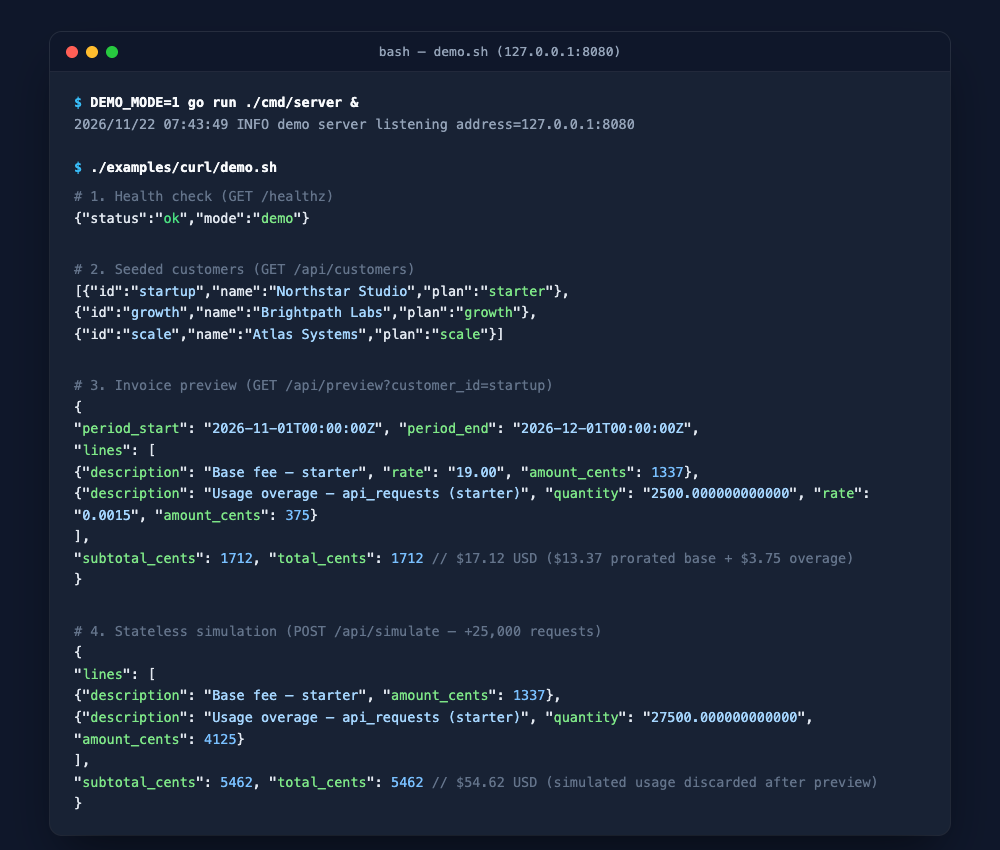 bash — demo.sh (127.0.0.1:8080)
$ DEMO_MODE=1 go run ./cmd/server &
2026/11/22 07:43:49 INFO demo server listening address=127.0.0.1:8080
$ ./examples/curl/demo.sh
# 1. Health check (GET /healthz)
{"status":"ok","mode":"demo"}
# 2. Seeded customers (GET /api/customers)
[{"id":"startup","name":"Northstar Studio","plan":"starter"},
{"id":"growth","name":"Brightpath Labs","plan":"growth"},
{"id":"scale","name":"Atlas Systems","plan":"scale"}]
# 3. Invoice preview (GET /api/preview?customer_id=startup)
{
"period_start": "2026-11-01T00:00:00Z", "period_end": "2026-12-01T00:00:00Z",
"lines": [
{"description": "Base fee — starter", "rate": "19.00", "amount_cents": 1337},
{"description": "Usage overage — api_requests (starter)", "quantity": "2500.000000000000", "rate":
"0.0015", "amount_cents": 375}
],
"subtotal_cents": 1712, "total_cents": 1712 // $17.12 USD ($13.37 prorated base + $3.75 overage)
}
# 4. Stateless simulation (POST /api/simulate — +25,000 requests)
{
"lines": [
{"description": "Base fee — starter", "amount_cents": 1337},
{"description": "Usage overage — api_requests (starter)", "quantity": "27500.000000000000",
"amount_cents": 4125}
],
"subtotal_cents": 5462, "total_cents": 5462 // $54.62 USD (simulated usage discarded after preview)
}